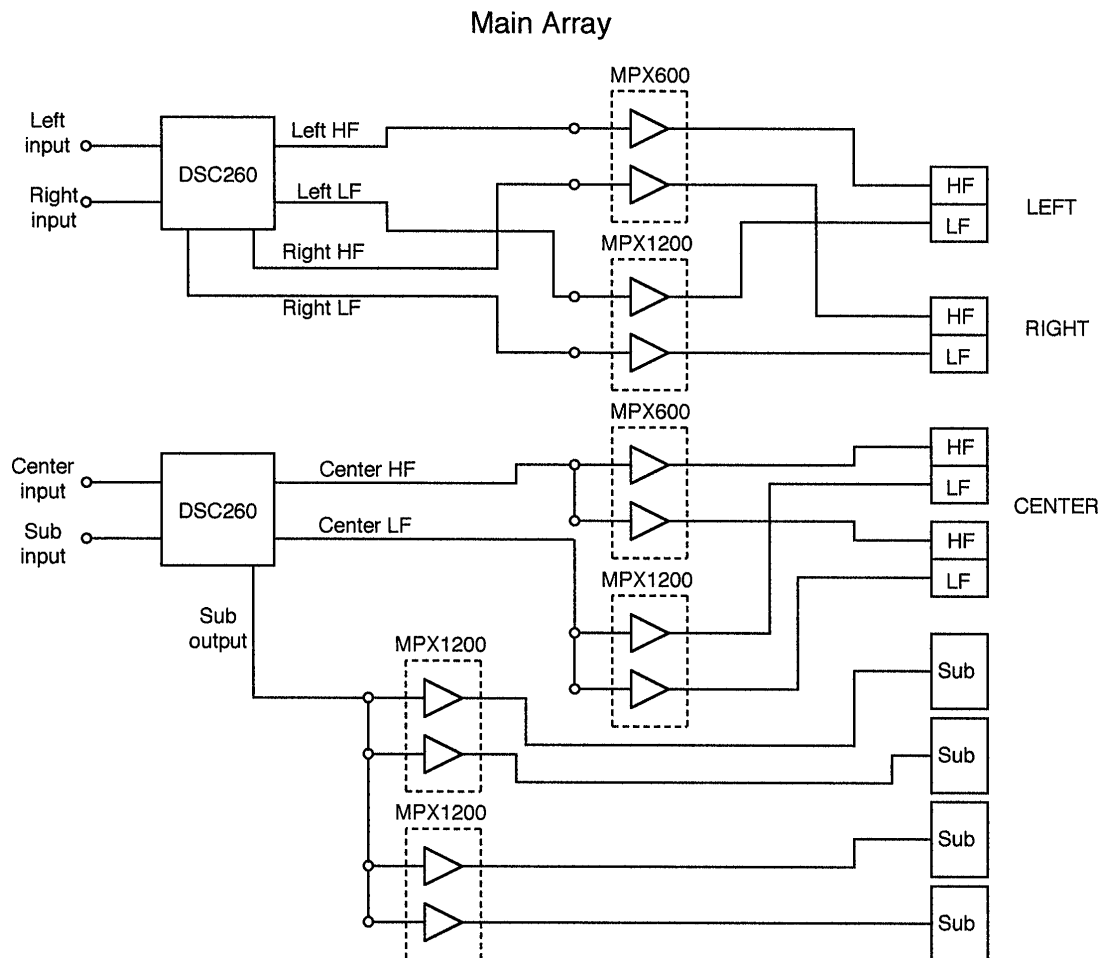 Main Array
MPX600
Left
input
DSC260
Left HF
Right
input
Left LF
Right HF
Right LF
HF
LF
LEFT
MPX1200
HF
LF
RIGHT
MPX600
Center
input
DSC260
Center HF
Sub
input
Center LF
HF
LF
CENTER
HF
LF
MPX1200
Sub
output
MPX1200
Sub
Sub
MPX1200
Sub
Sub